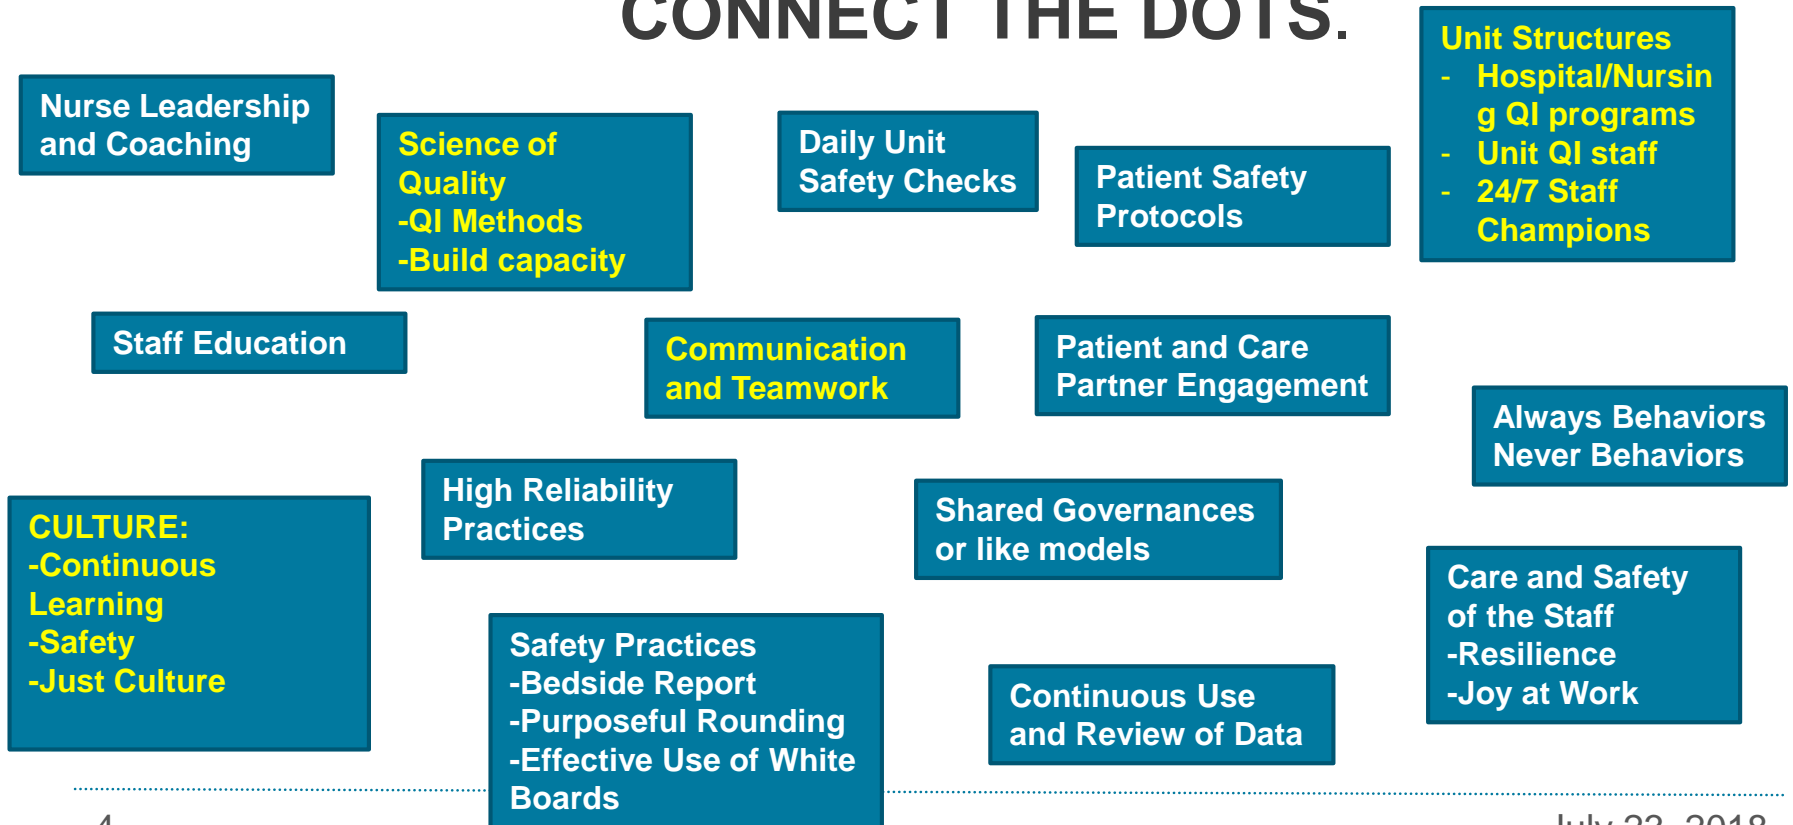 CONNECT THE DOTS.
Unit Structures
- Hospital/Nursin
g QI programs
- Unit QI staff
- 24/7 Staff
Champions
Nurse Leadership
and Coaching
Science of
Quality
-QI Methods
-Build capacity
Daily Unit
Safety Checks
Patient Safety
Protocols
Staff Education
Communication
and Teamwork
Patient and Care
Partner Engagement
Always Behaviors
Never Behaviors
High Reliability
Practices
Shared Governances
or like models
CULTURE:
-Continuous
Learning
-Safety
-Just Culture
Care and Safety
of the Staff
-Resilience
-Joy at Work
Safety Practices
-Bedside Report
-Purposeful Rounding
-Effective Use of White
Boards
Continuous Use
and Review of Data
4
July 23, 2018